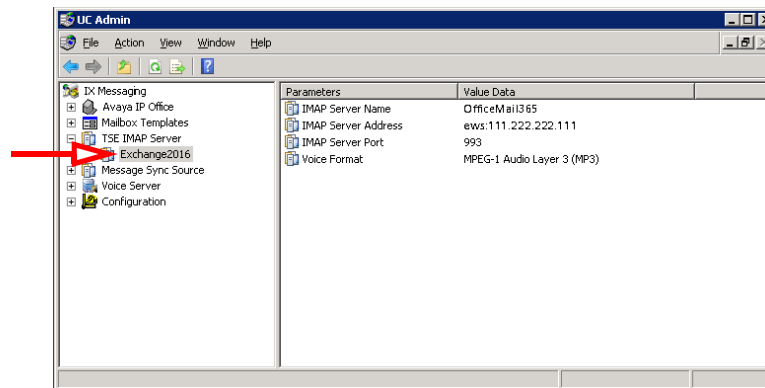 UC Admin
File Action View Window Help
IX Messaging
Avaya IP Office
Mailbox Templates
TSE IMAP Server
Exchange2016
Message Sync Source
Voice Server
Configuration
Parameters Value Data
IMAP Server Name OfficeMail365
IMAP Server Address ews:111.222.222.111
IMAP Server Port 993
Voice Format MPEG-1 Audio Layer 3 (MP3)